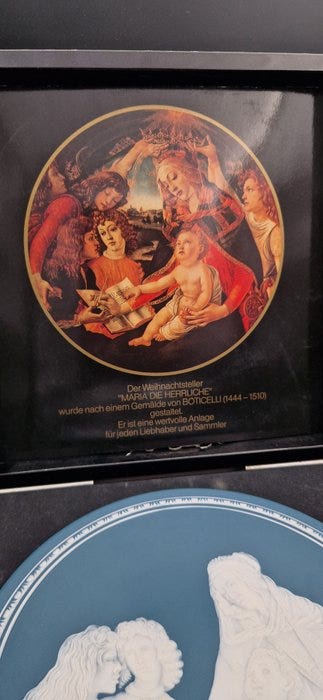 Der Weihnachtsteller
"MARIA DIE HERRLICHE"
wurde nach einem Gemälde von BOTICELLI (1444 – 1510)
gestaltet.
Er ist eine wertvolle Anlage
für jeden Liebhaber und Sammler